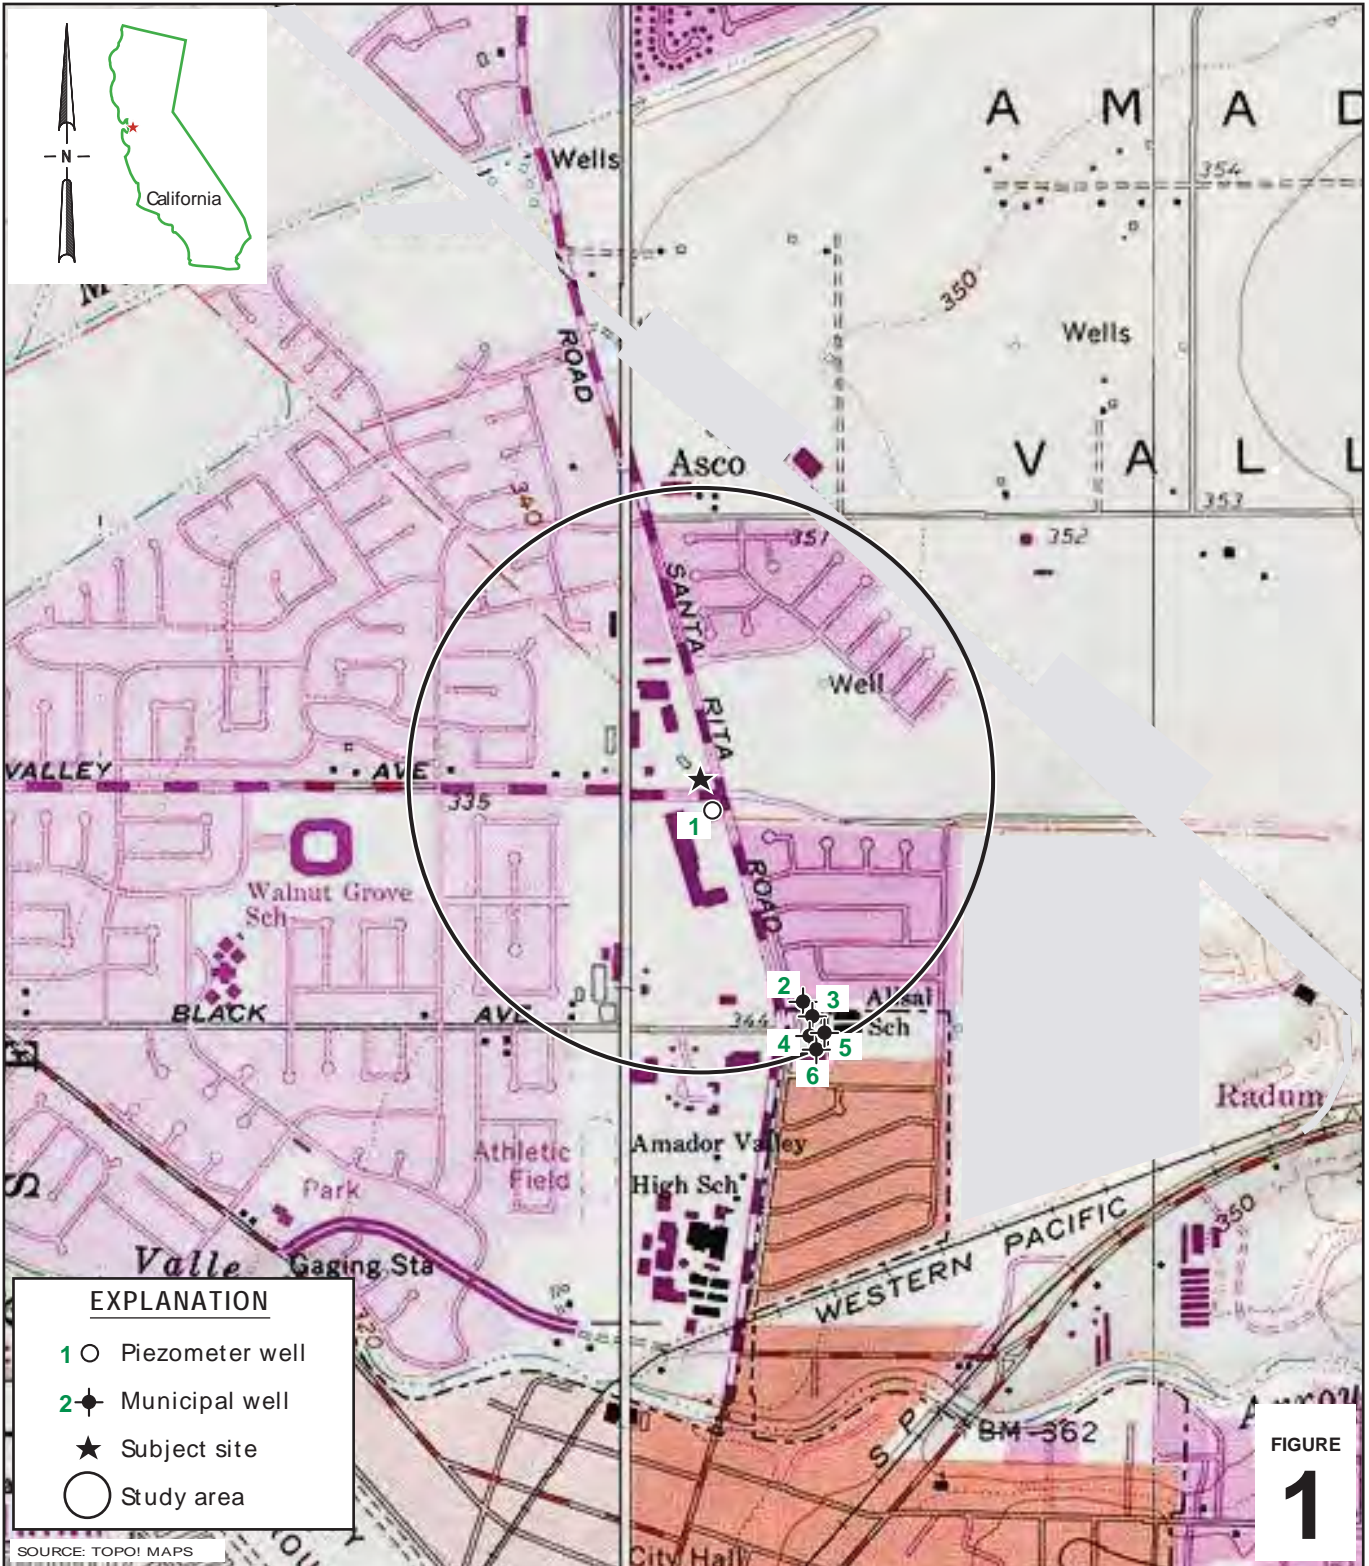 N
California
Wells
A M A D
354
350
Wells
ROAD
Asco
V A L L
353
340
351
352
SANTA
Well
RITA
VALLEY AVE
335
1
Walnut Grove
Sch
ROAD
2
3
Alisal
Sch
BLACK AVE
344
4
5
6
Radum
Amador Valley
High Sch
Athletic
Field
Park
350
WESTERN PACIFIC
Valle
Gaging Sta
320
S P
BM 362
City Hall
EXPLANATION
1 Piezometer well
2 Municipal well
Subject site
Study area
SOURCE: TOPO! MAPS
FIGURE
1